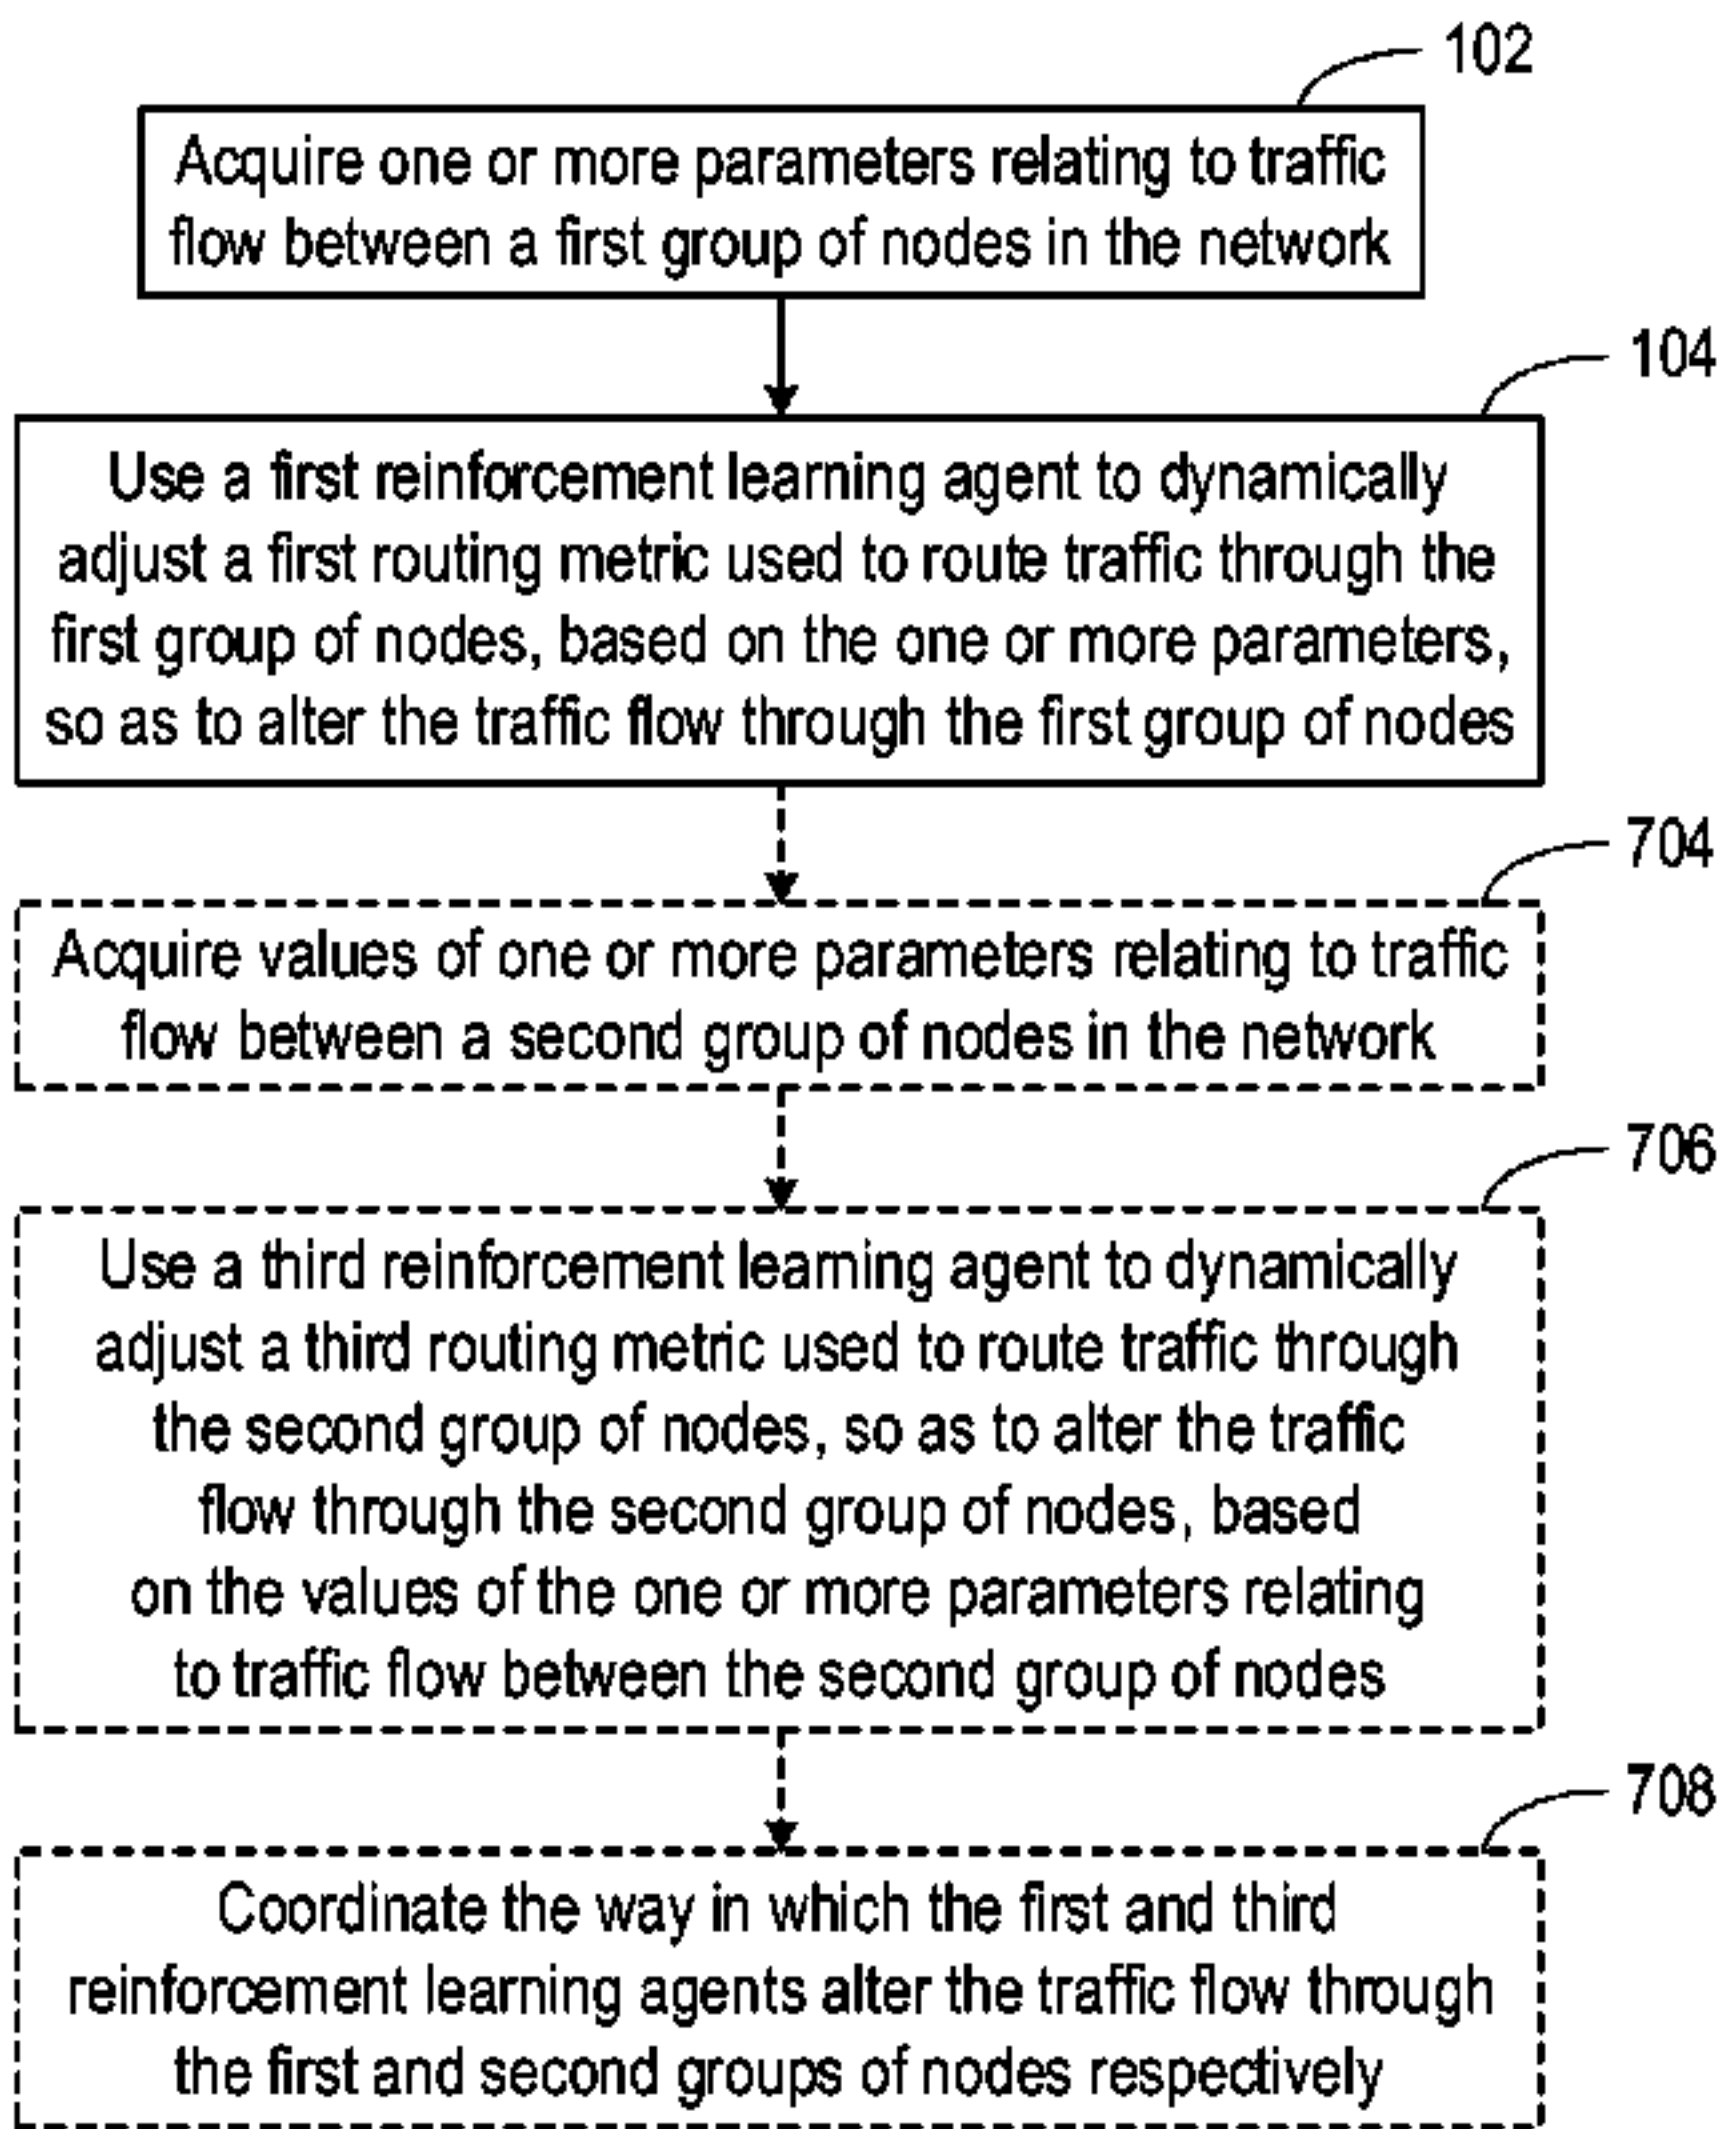 102
Acquire one or more parameters relating to traffic
flow between a first group of nodes in the network
104
Use a first reinforcement learning agent to dynamically
adjust a first routing metric used to route traffic through the
first group of nodes, based on the one or more parameters,
so as to alter the traffic flow through the first group of nodes
704
Acquire values of one or more parameters relating to traffic
flow between a second group of nodes in the network
706
Use a third reinforcement learning agent to dynamically
adjust a third routing metric used to route traffic through
the second group of nodes, so as to alter the traffic
flow through the second group of nodes, based
on the values of the one or more parameters relating
to traffic flow between the second group of nodes
708
Coordinate the way in which the first and third
reinforcement learning agents alter the traffic flow through
the first and second groups of nodes respectively